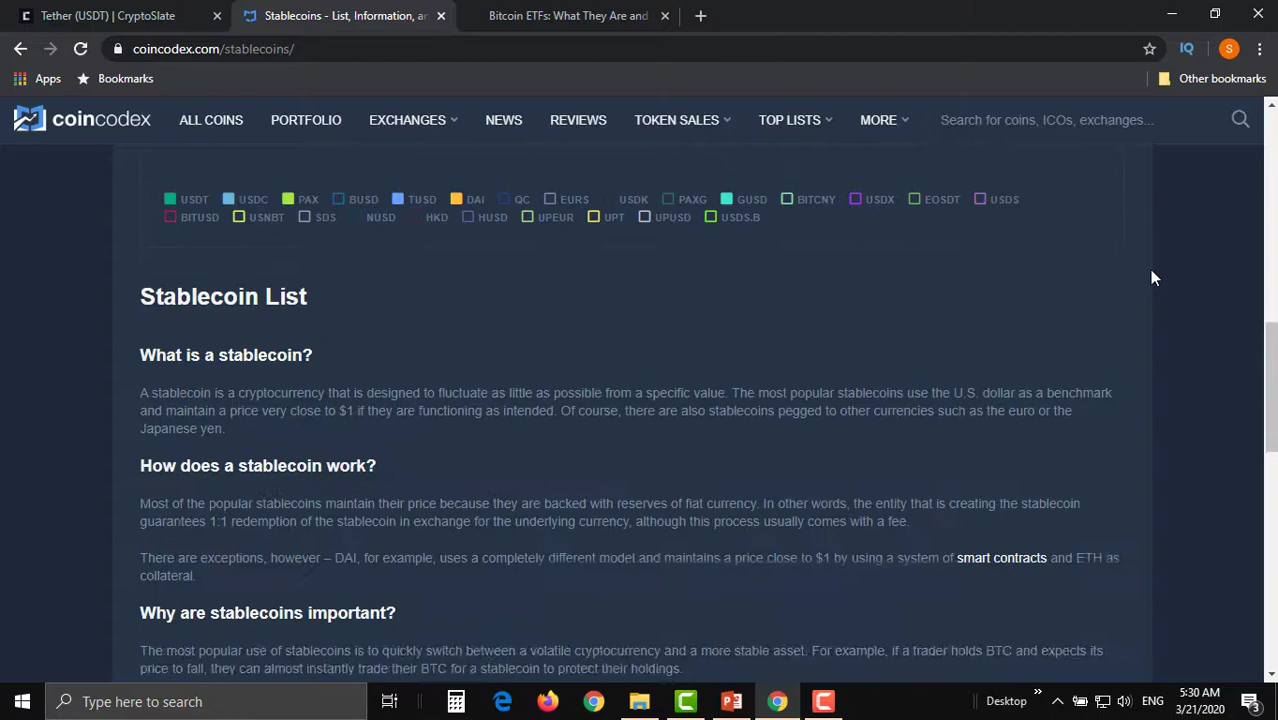 Tether (USDT) | CryptoSlate
Stablecoins - List, Information, ar
Bitcoin ETFs: What They Are and
coincodex.com/stablecoins/
IQ
S
Apps
Bookmarks
Other bookmarks
coincodex
ALL COINS
PORTFOLIO
EXCHANGES
NEWS
REVIEWS
TOKEN SALES
TOP LISTS
MORE
Search for coins, ICOs, exchanges...
USDT USDC PAX BUSD TUSD DAI QC EURS USDK PAXG GUSD BITCNY USDX EOSDT USDS
BITUSD USNBT SDS NUSD HKD HUSD UPEUR UPT UPUSD USDS.B
Stablecoin List
What is a stablecoin?
A stablecoin is a cryptocurrency that is designed to fluctuate as little as possible from a specific value. The most popular stablecoins use the U.S. dollar as a benchmark
and maintain a price very close to $1 if they are functioning as intended. Of course, there are also stablecoins pegged to other currencies such as the euro or the
Japanese yen.
How does a stablecoin work?
Most of the popular stablecoins maintain their price because they are backed with reserves of fiat currency. In other words, the entity that is creating the stablecoin
guarantees 1:1 redemption of the stablecoin in exchange for the underlying currency, although this process usually comes with a fee.
There are exceptions, however – DAI, for example, uses a completely different model and maintains a price close to $1 by using a system of smart contracts and ETH as
collateral.
Why are stablecoins important?
The most popular use of stablecoins is to quickly switch between a volatile cryptocurrency and a more stable asset. For example, if a trader holds BTC and expects its
price to fall, they can almost instantly trade their BTC for a stablecoin to protect their holdings.
Type here to search
Desktop
ENG
5:30 AM
3/21/2020
3